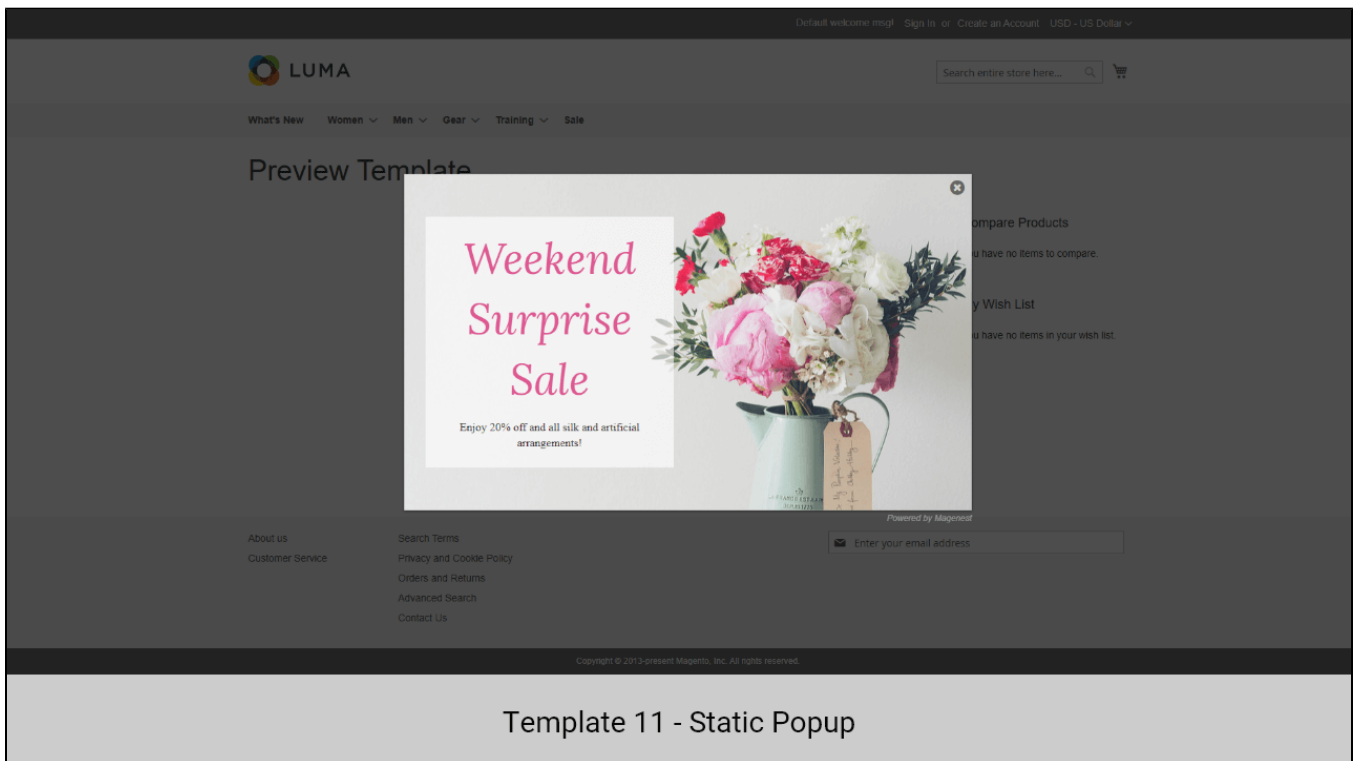 Default welcome msg! Sign In or Create an Account USD - US Dollar
LUMA
Search entire store here...
What's New Women Men Gear Training Sale
Preview Template
Weekend
Surprise
Sale
Enjoy 20% off and all silk and artificial
arrangements!
ompare Products
u have no items to compare.
y Wish List
u have no items in your wish list.
Powered by Magenest
About us
Customer Service
Search Terms
Privacy and Cookie Policy
Orders and Returns
Advanced Search
Contact Us
Enter your email address
Copyright © 2013-present Magento, Inc. All rights reserved.
Template 11 - Static Popup